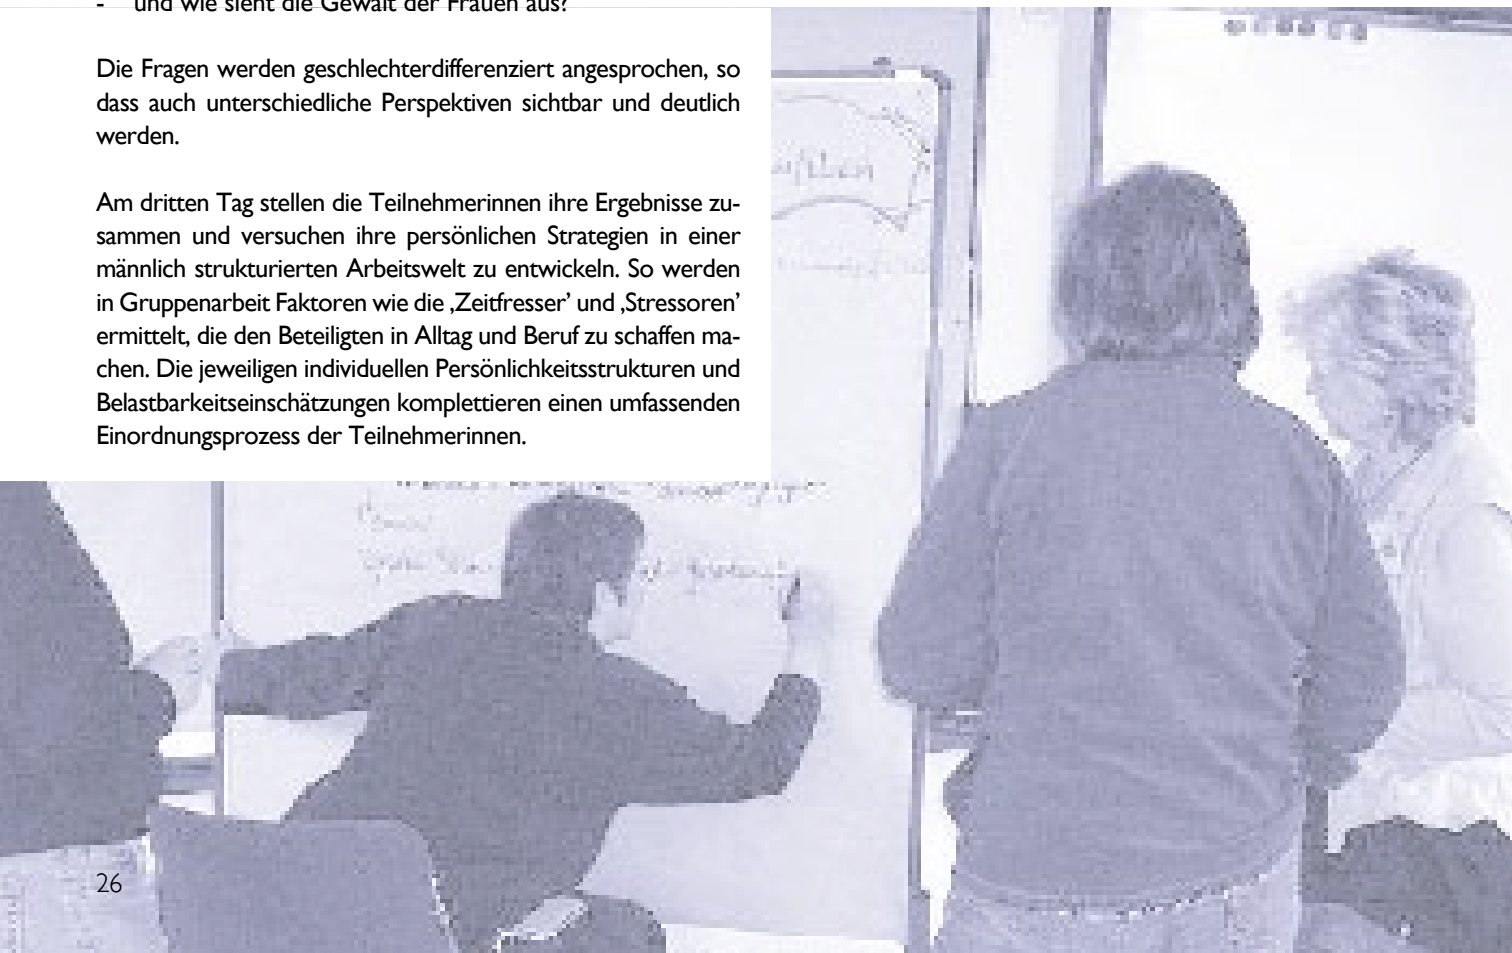 - und wie sieht die Gewalt der Frauen aus?
Die Fragen werden geschlechterdifferenziert angesprochen, so
dass auch unterschiedliche Perspektiven sichtbar und deutlich
werden.
Am dritten Tag stellen die Teilnehmerinnen ihre Ergebnisse zu-
sammen und versuchen ihre persönlichen Strategien in einer
männlich strukturierten Arbeitswelt zu entwickeln. So werden
in Gruppenarbeit Faktoren wie die ‚Zeitfresser’ und ‚Stressoren’
ermittelt, die den Beteiligten in Alltag und Beruf zu schaffen ma-
chen. Die jeweiligen individuellen Persönlichkeitsstrukturen und
Belastbarkeitseinschätzungen komplettieren einen umfassenden
Einordnungsprozess der Teilnehmerinnen.
26